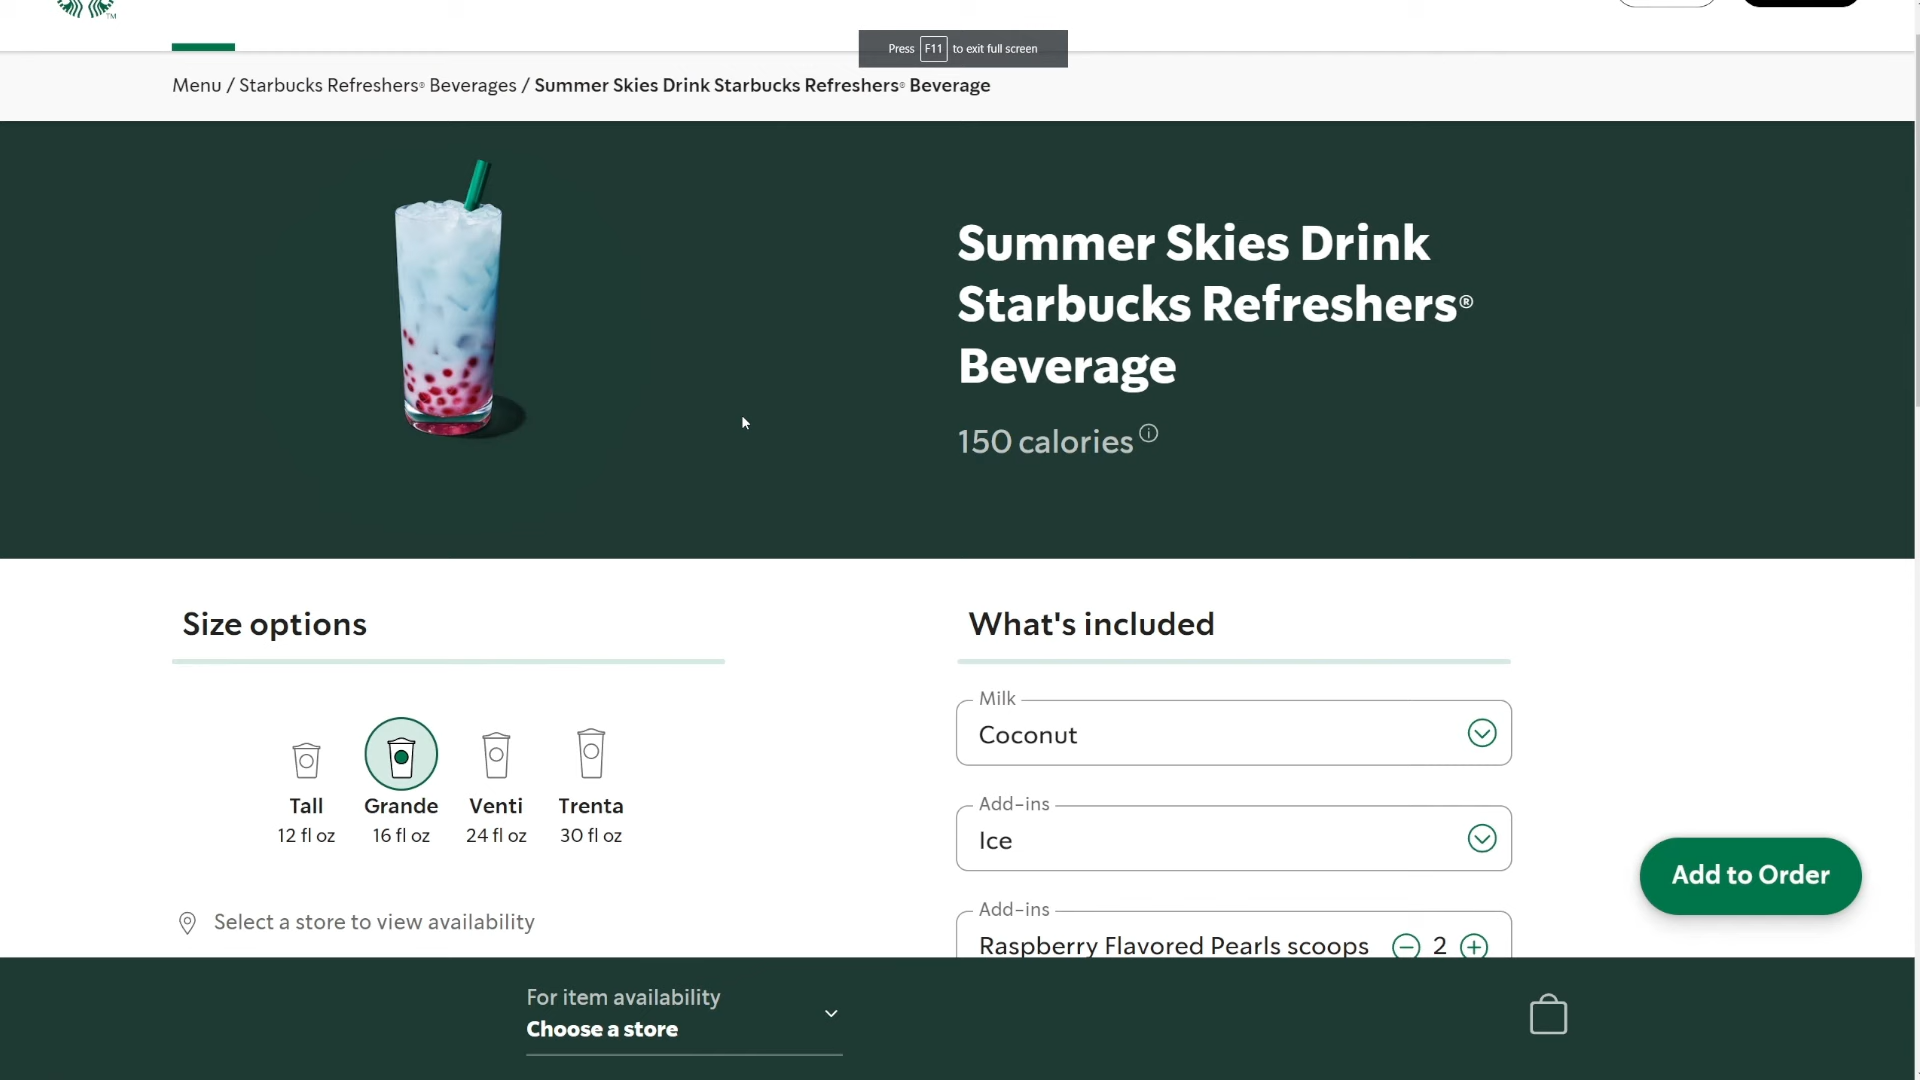 TM
Press F11 to exit full screen
Menu / Starbucks Refreshers® Beverages / Summer Skies Drink Starbucks Refreshers® Beverage
Summer Skies Drink
Starbucks Refreshers®
Beverage
150 calories
Size options
Tall
12 fl oz
Grande
16 fl oz
Venti
24 fl oz
Trenta
30 fl oz
Select a store to view availability
What's included
Milk
Coconut
Add-ins
Ice
Add-ins
Raspberry Flavored Pearls scoops 2
Add to Order
For item availability
Choose a store